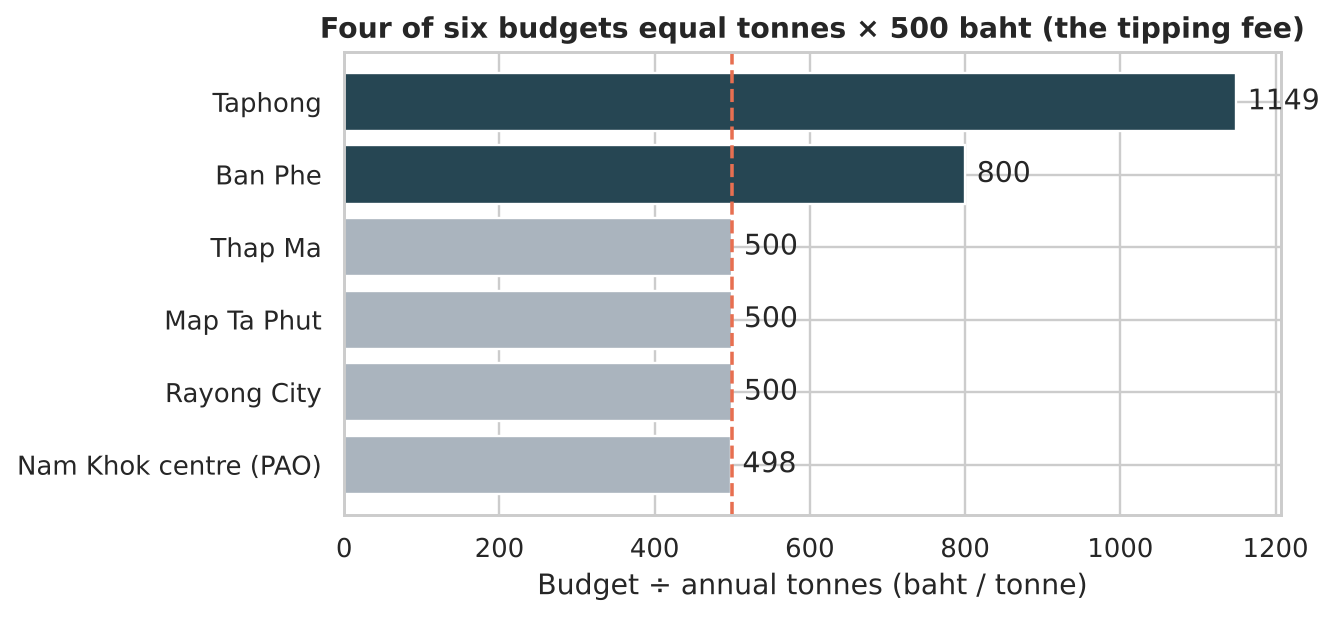 Four of six budgets equal tonnes × 500 baht (the tipping fee)
Taphong 1149
Ban Phe 800
Thap Ma 500
Map Ta Phut 500
Rayong City 500
Nam Khok centre (PAO) 498
0 200 400 600 800 1000 1200
Budget ÷ annual tonnes (baht / tonne)